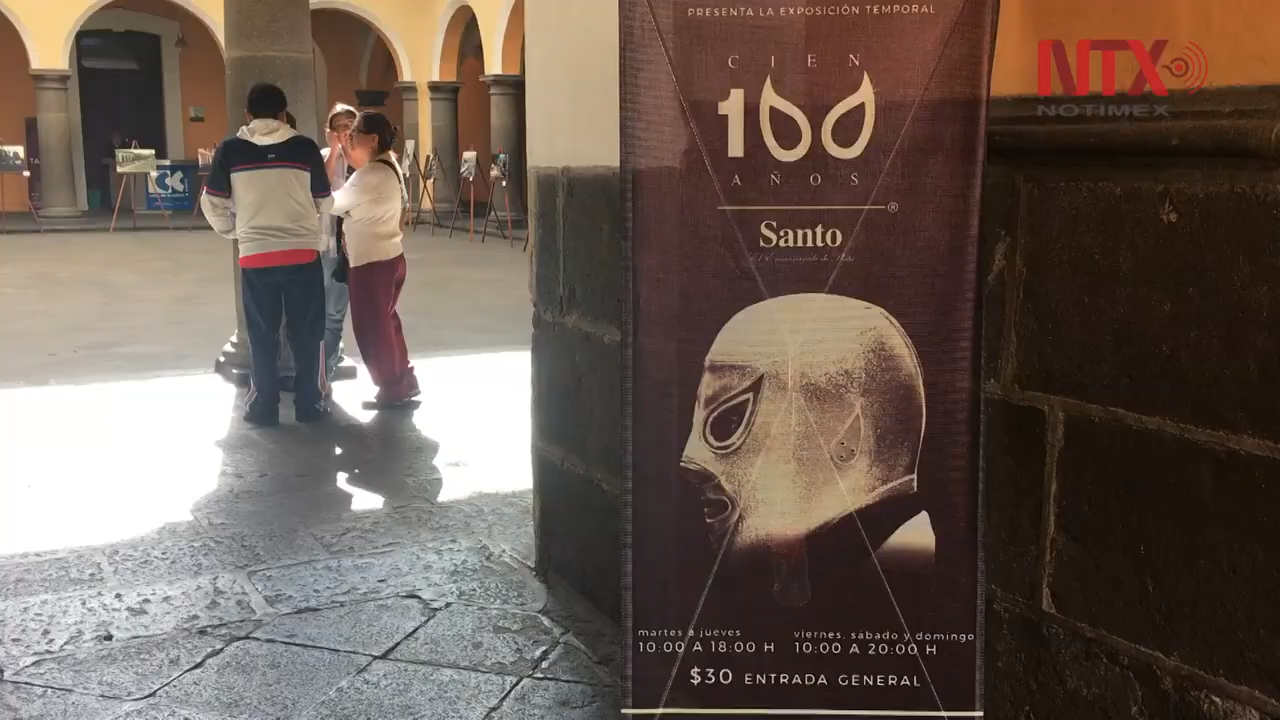 PRESENTA LA EXPOSICIÓN TEMPORAL
CIEN
100
AÑOS
®
Santo
martes a jueves
10:00 A 18:00 H
viernes, sábado y domingo
10:00 A 20:00 H
$30 ENTRADA GENERAL
NTX
NOTIMEX